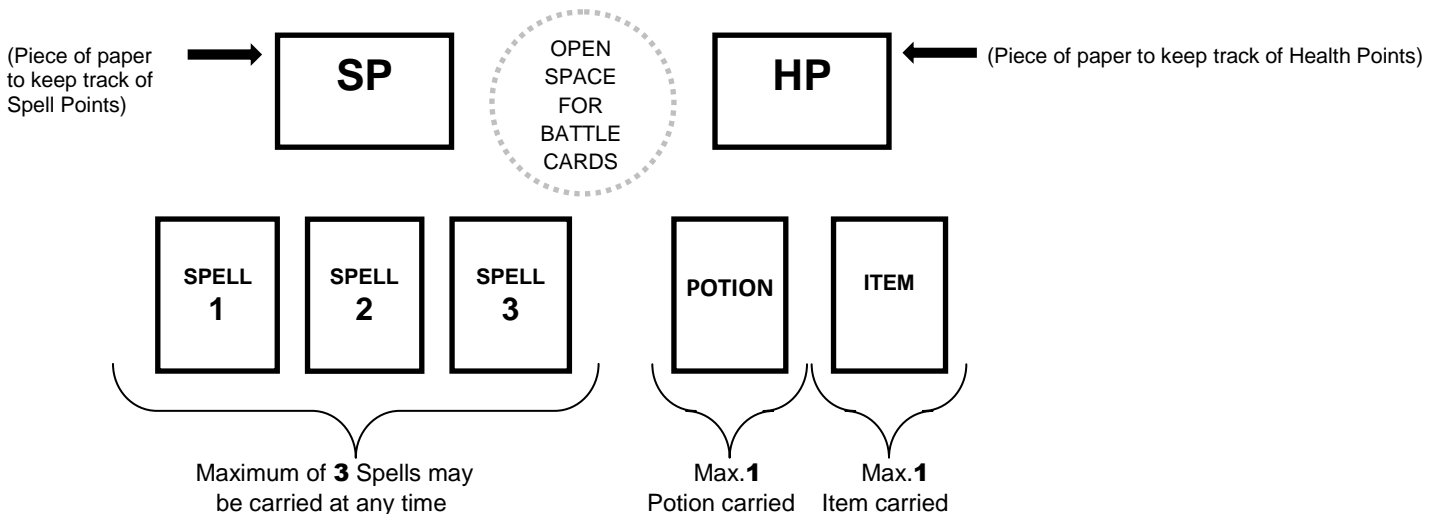 (Piece of paper
to keep track of
Spell Points)
SP
OPEN
SPACE
FOR
BATTLE
CARDS
HP
(Piece of paper to keep track of Health Points)
SPELL
1
SPELL
2
SPELL
3
POTION
ITEM
Maximum of 3 Spells may
be carried at any time
Max.1
Potion carried
Max.1
Item carried